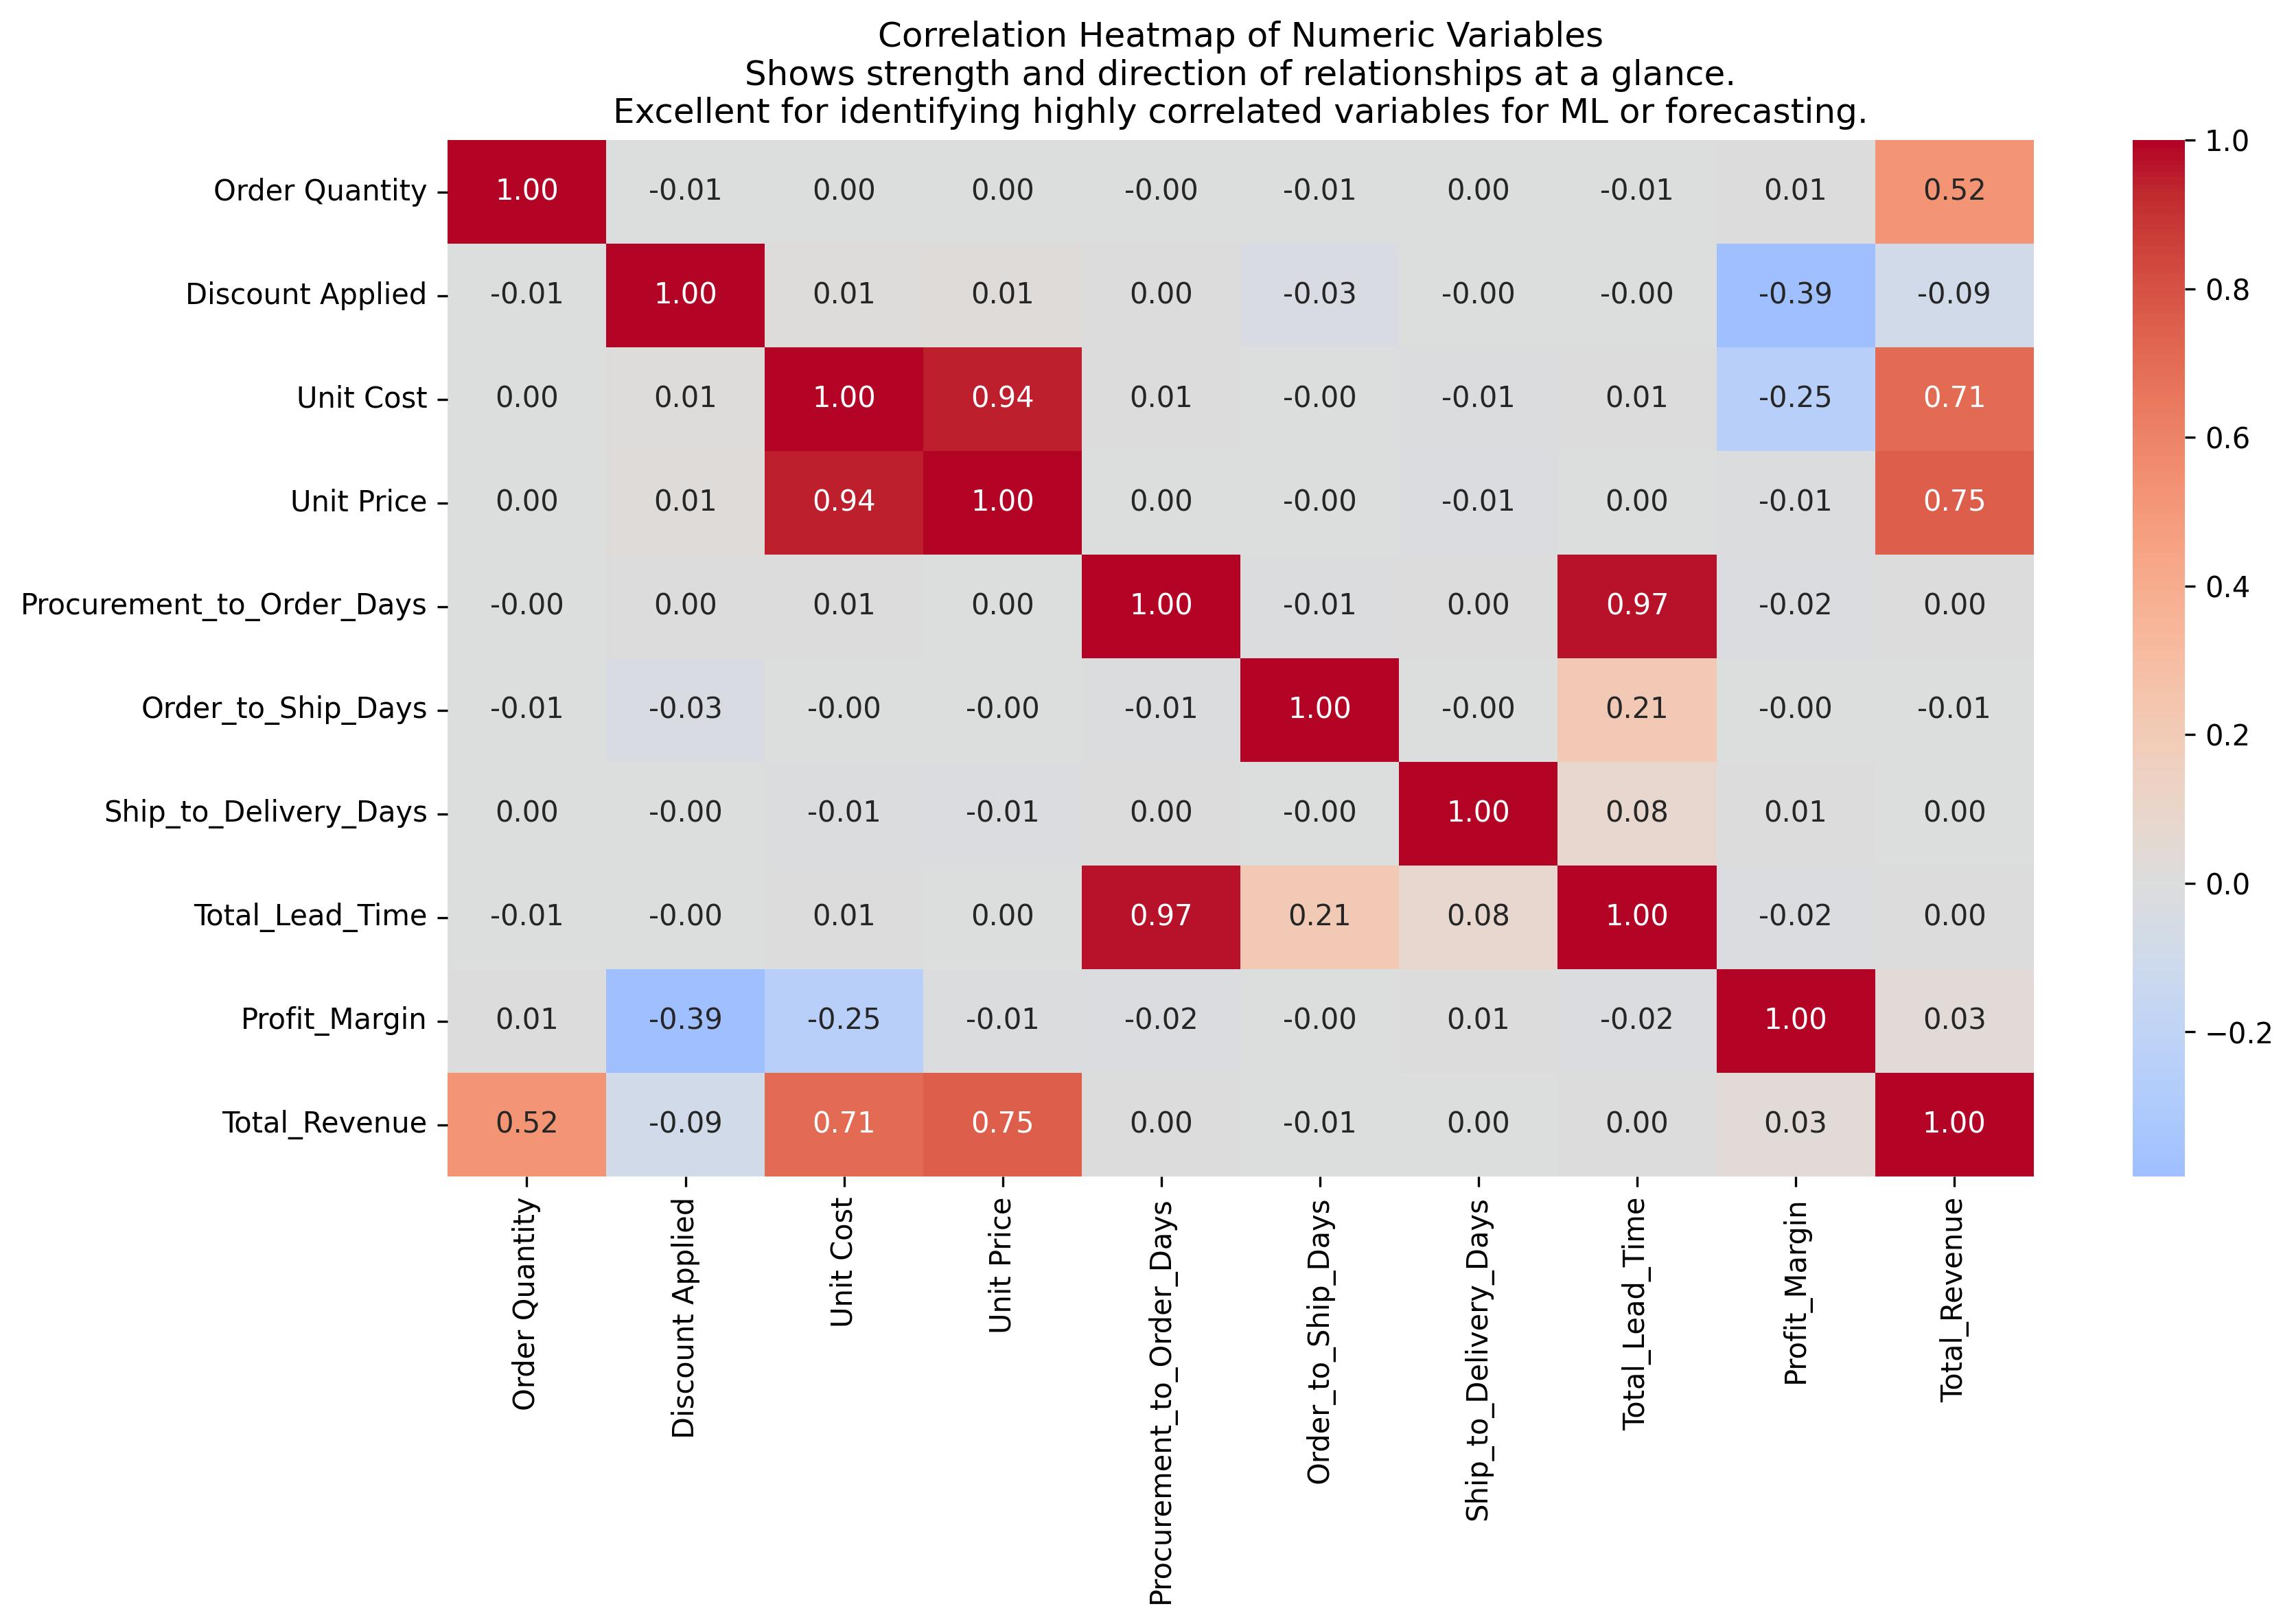 Correlation Heatmap of Numeric Variables
Shows strength and direction of relationships at a glance.
Excellent for identifying highly correlated variables for ML or forecasting.
Order Quantity 1.00 -0.01 0.00 0.00 -0.00 -0.01 0.00 -0.01 0.01 0.52
Discount Applied -0.01 1.00 0.01 0.01 0.00 -0.03 -0.00 -0.00 -0.39 -0.09
Unit Cost 0.00 0.01 1.00 0.94 0.01 -0.00 -0.01 0.01 -0.25 0.71
Unit Price 0.00 0.01 0.94 1.00 0.00 -0.00 -0.01 0.00 -0.01 0.75
Procurement_to_Order_Days -0.00 0.00 0.01 0.00 1.00 -0.01 0.00 0.97 -0.02 0.00
Order_to_Ship_Days -0.01 -0.03 -0.00 -0.00 -0.01 1.00 -0.00 0.21 -0.00 -0.01
Ship_to_Delivery_Days 0.00 -0.00 -0.01 -0.01 0.00 -0.00 1.00 0.08 0.01 0.00
Total_Lead_Time -0.01 -0.00 0.01 0.00 0.97 0.21 0.08 1.00 -0.02 0.00
Profit_Margin 0.01 -0.39 -0.25 -0.01 -0.02 -0.00 0.01 -0.02 1.00 0.03
Total_Revenue 0.52 -0.09 0.71 0.75 0.00 -0.01 0.00 0.00 0.03 1.00
Order Quantity
Discount Applied
Unit Cost
Unit Price
Procurement_to_Order_Days
Order_to_Ship_Days
Ship_to_Delivery_Days
Total_Lead_Time
Profit_Margin
Total_Revenue
1.0
0.8
0.6
0.4
0.2
0.0
−0.2